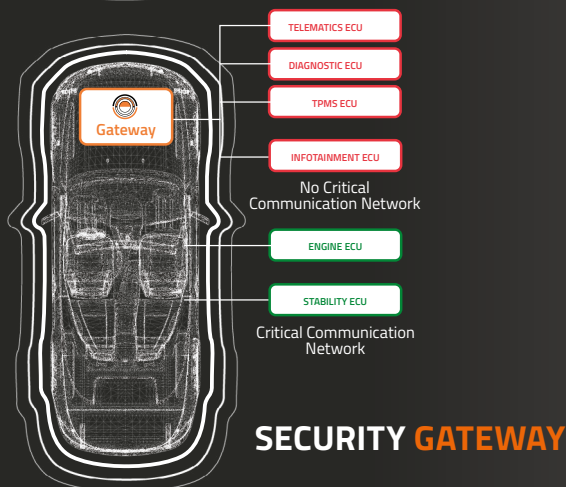 TELEMATICS ECU
DIAGNOSTIC ECU
TPMS ECU
Gateway
INFOTAINMENT ECU
No Critical
Communication Network
ENGINE ECU
STABILITY ECU
Critical Communication
Network
SECURITY GATEWAY